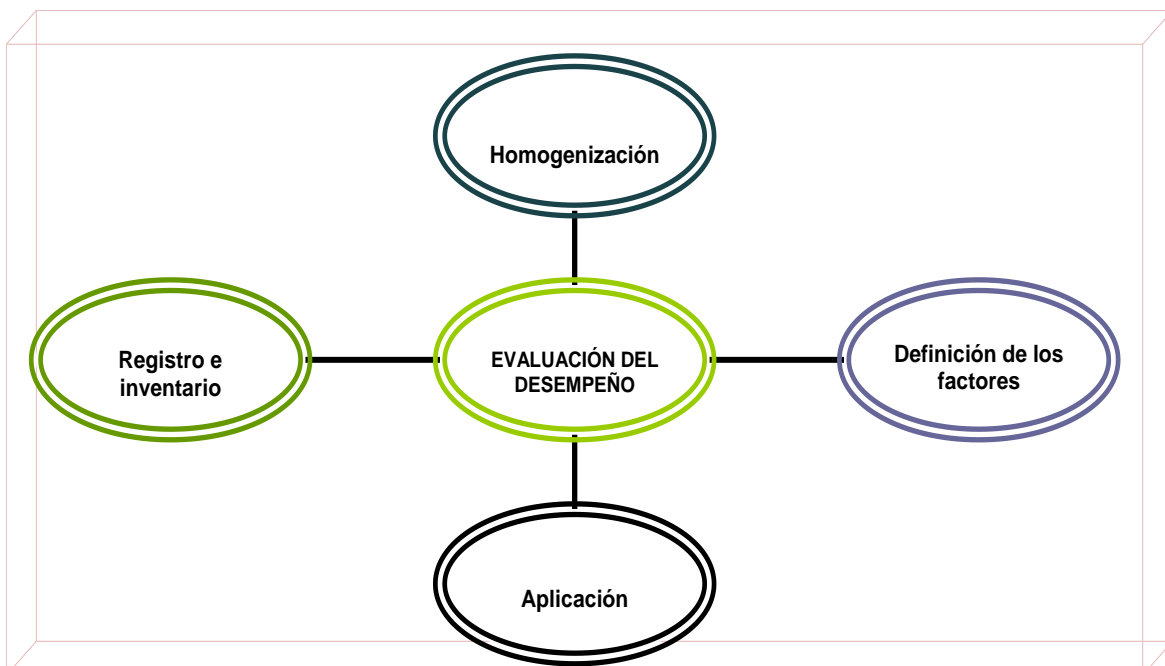 Homogenización
Registro e
inventario
EVALUACIÓN DEL
DESEMPEÑO
Definición de los
factores
Aplicación